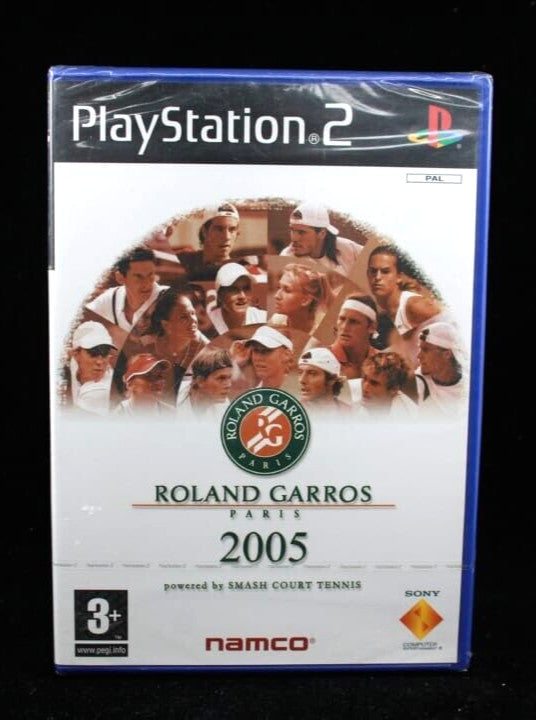 PlayStation®2
PAL
ROLAND GARROS
PARIS
ROLAND GARROS
PARIS
2005
powered by SMASH COURT TENNIS
3+
www.pegi.info
namco®
SONY
COMPUTER
ENTERTAINMENT®